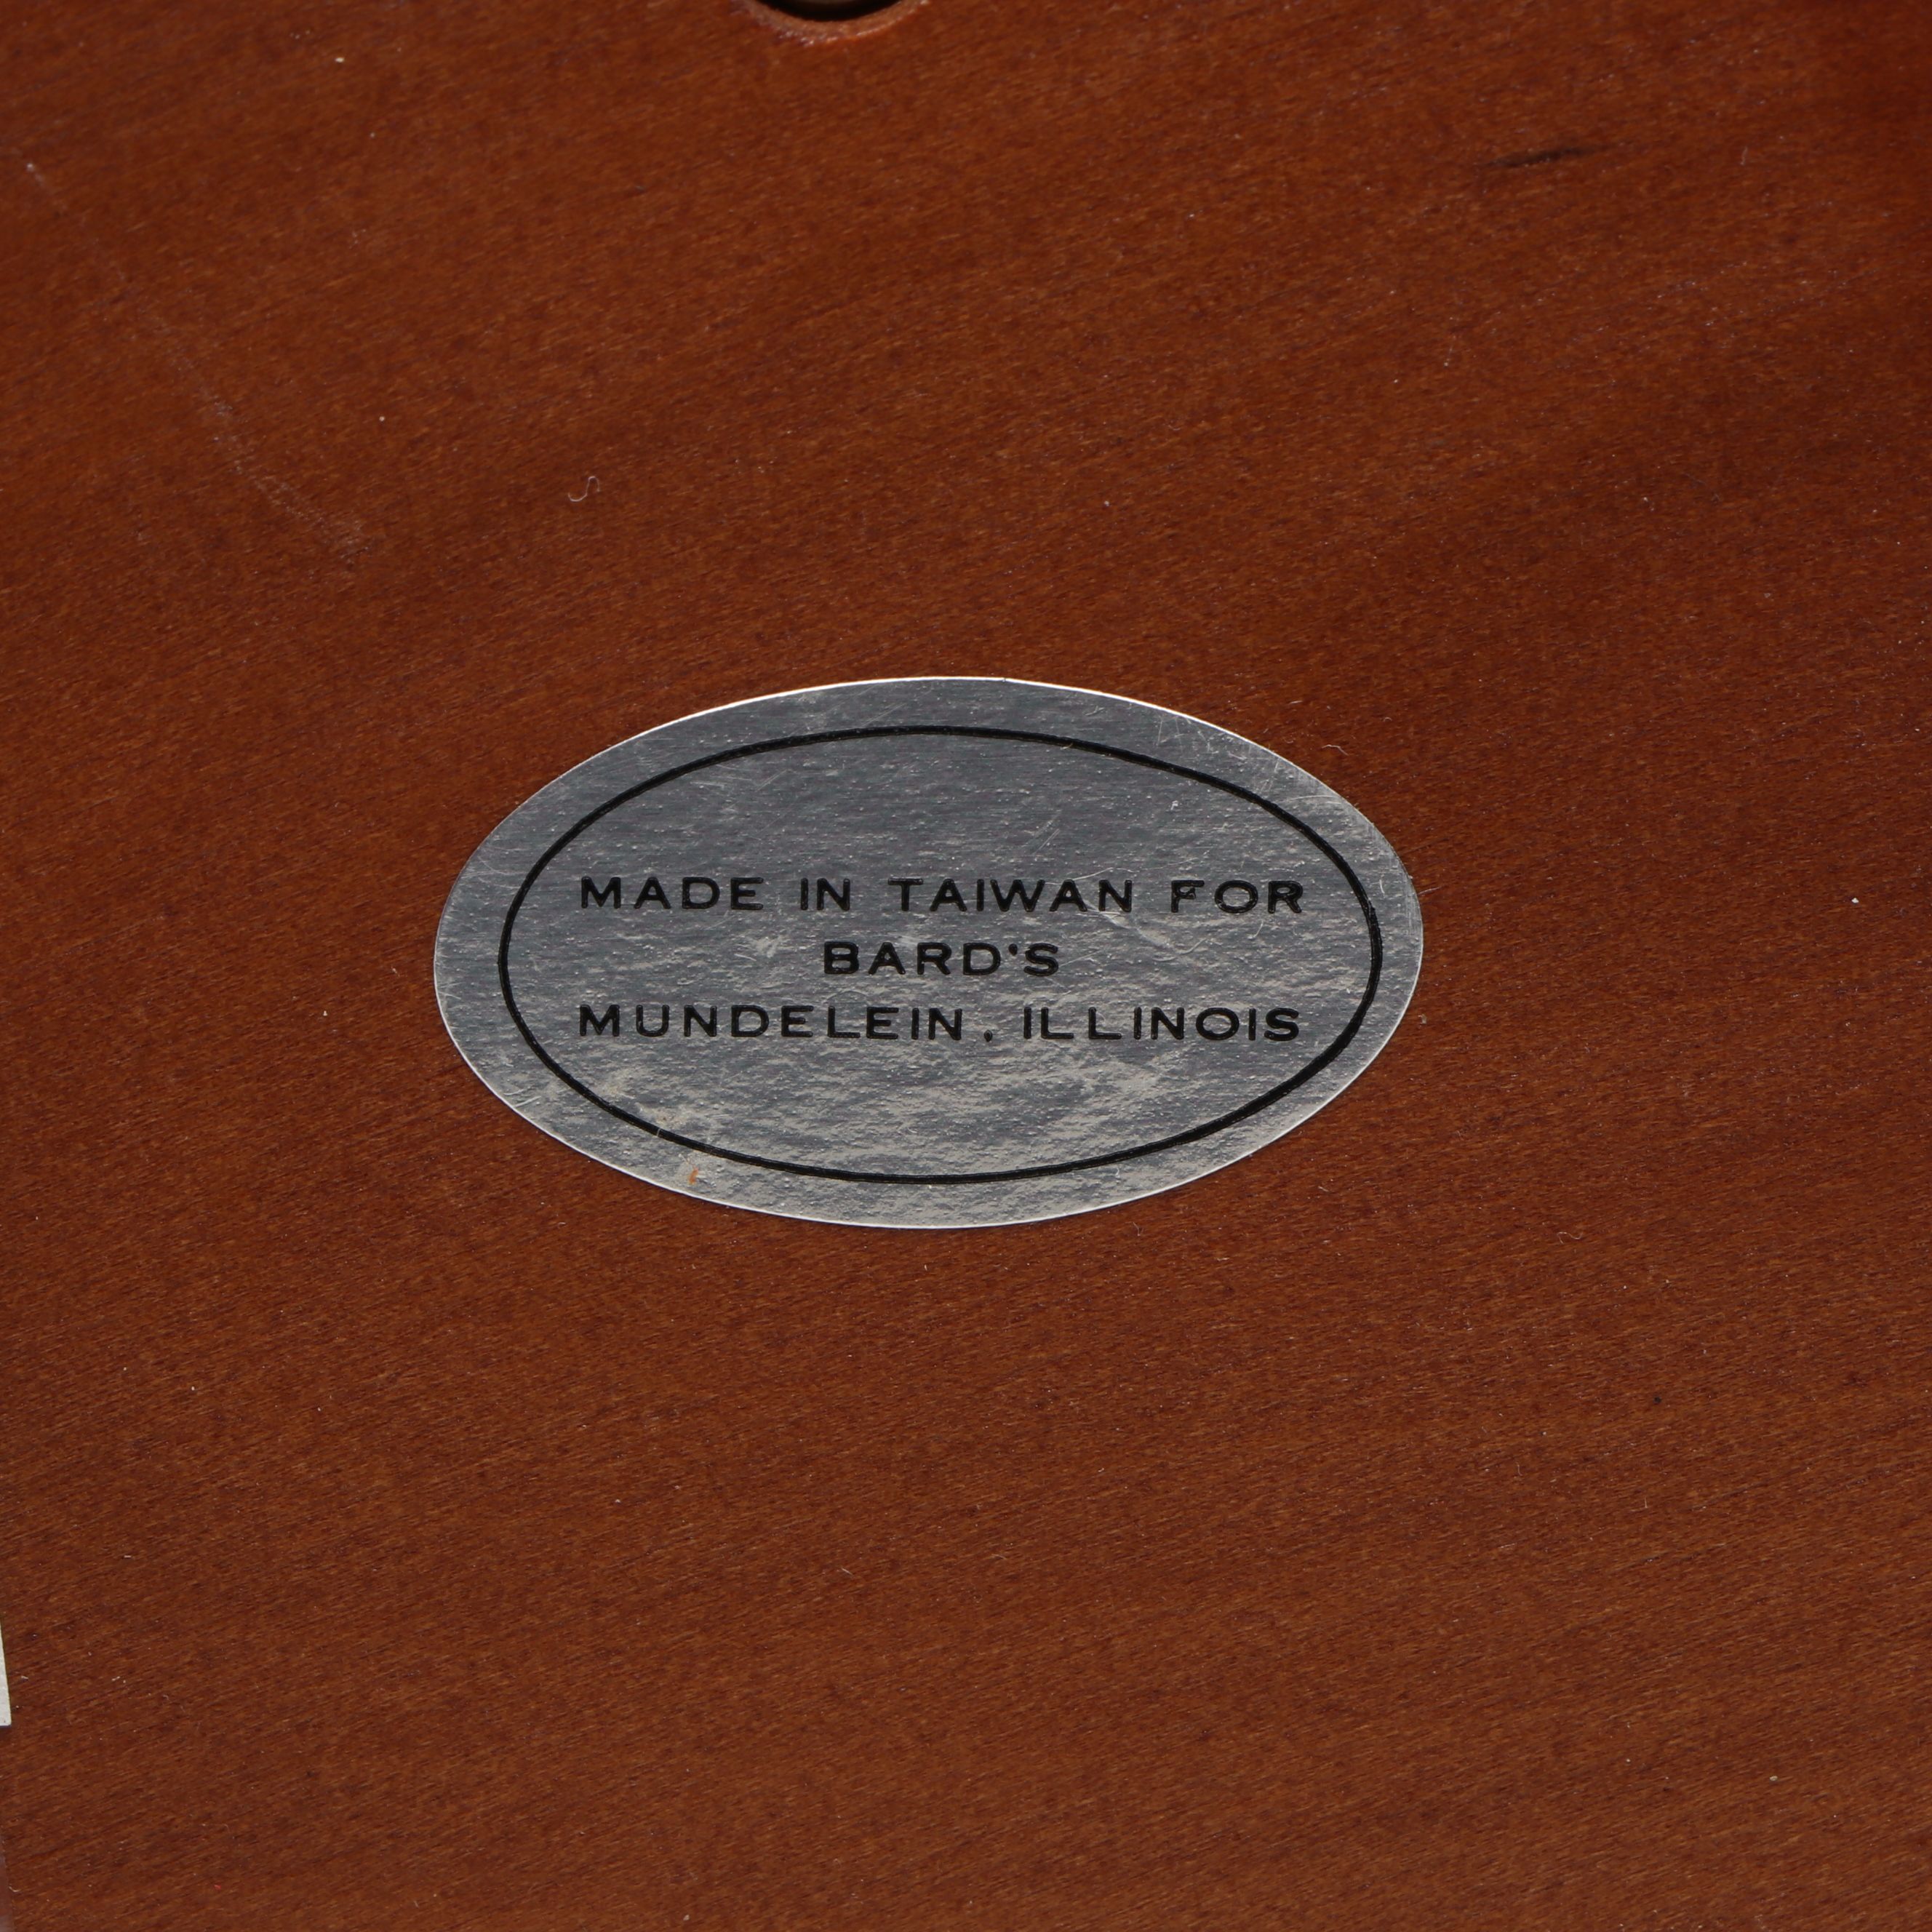 MADE IN TAIWAN FOR
BARD'S
MUNDELEIN, ILLINOIS